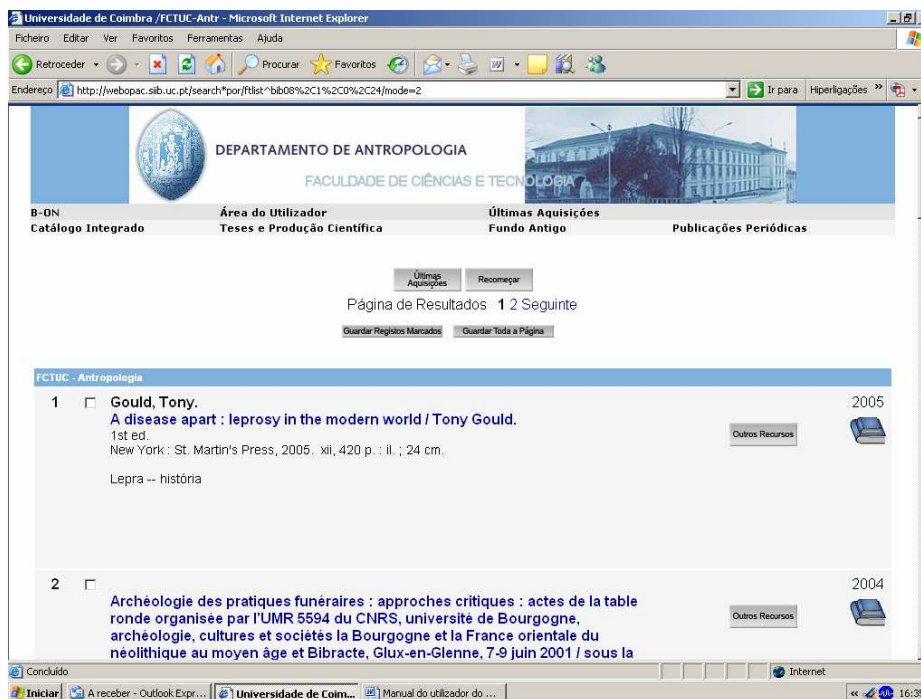 Universidade de Coimbra /FCTUC-Antr - Microsoft Internet Explorer
Ficheiro Editar Ver Favoritos Ferramentas Ajuda
Retroceder Procurar Favoritos
Endereço http://webopac.sib.uc.pt/search*por/ftlist^bib08%2C1%2C0%2C24/mode=2 Ir para Hiperligações »
DEPARTAMENTO DE ANTROPOLOGIA
FACULDADE DE CIÊNCIAS E TECNOLOGIA
B-ON Área do Utilizador Últimas Aquisições
Catálogo Integrado Teses e Produção Científica Fundo Antigo Publicações Periódicas
Últimas Aquisições Recomeçar
Página de Resultados 1 2 Seguinte
Guardar Registos Marcados Guardar Toda a Página
FCTUC - Antropologia
1 Gould, Tony. 2005
A disease apart : leprosy in the modern world / Tony Gould.
1st ed.
New York : St. Martin's Press, 2005. xii, 420 p. : il. ; 24 cm.
Outros Recursos
Lepra -- história
2 2004
Archéologie des pratiques funéraires : approches critiques : actes de la table
ronde organisée par l'UMR 5594 du CNRS, université de Bourgogne,
Outros Recursos
archéologie, cultures et sociétés la Bourgogne et la France orientale du
néolithique au moyen âge et Bibracte, Glux-en-Glenne, 7-9 juin 2001 / sous la
Concluído Internet
Iniciar A receber - Outlook Expr... Universidade de Coim... Manual do utilizador do ... «